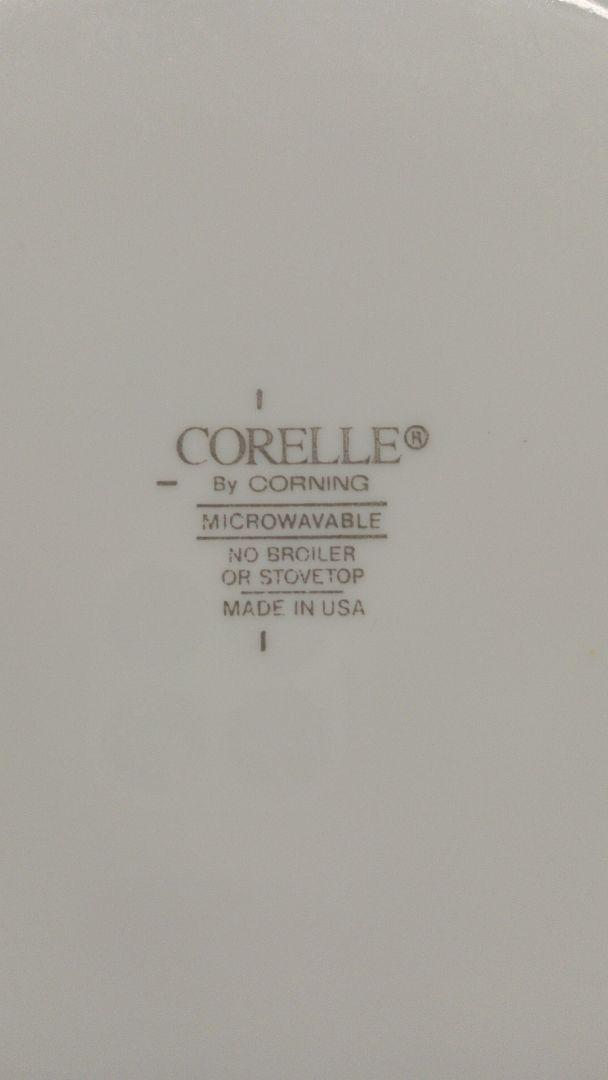 CORELLE®
By CORNING
MICROWAVABLE
NO BROILER
OR STOVETOP
MADE IN USA